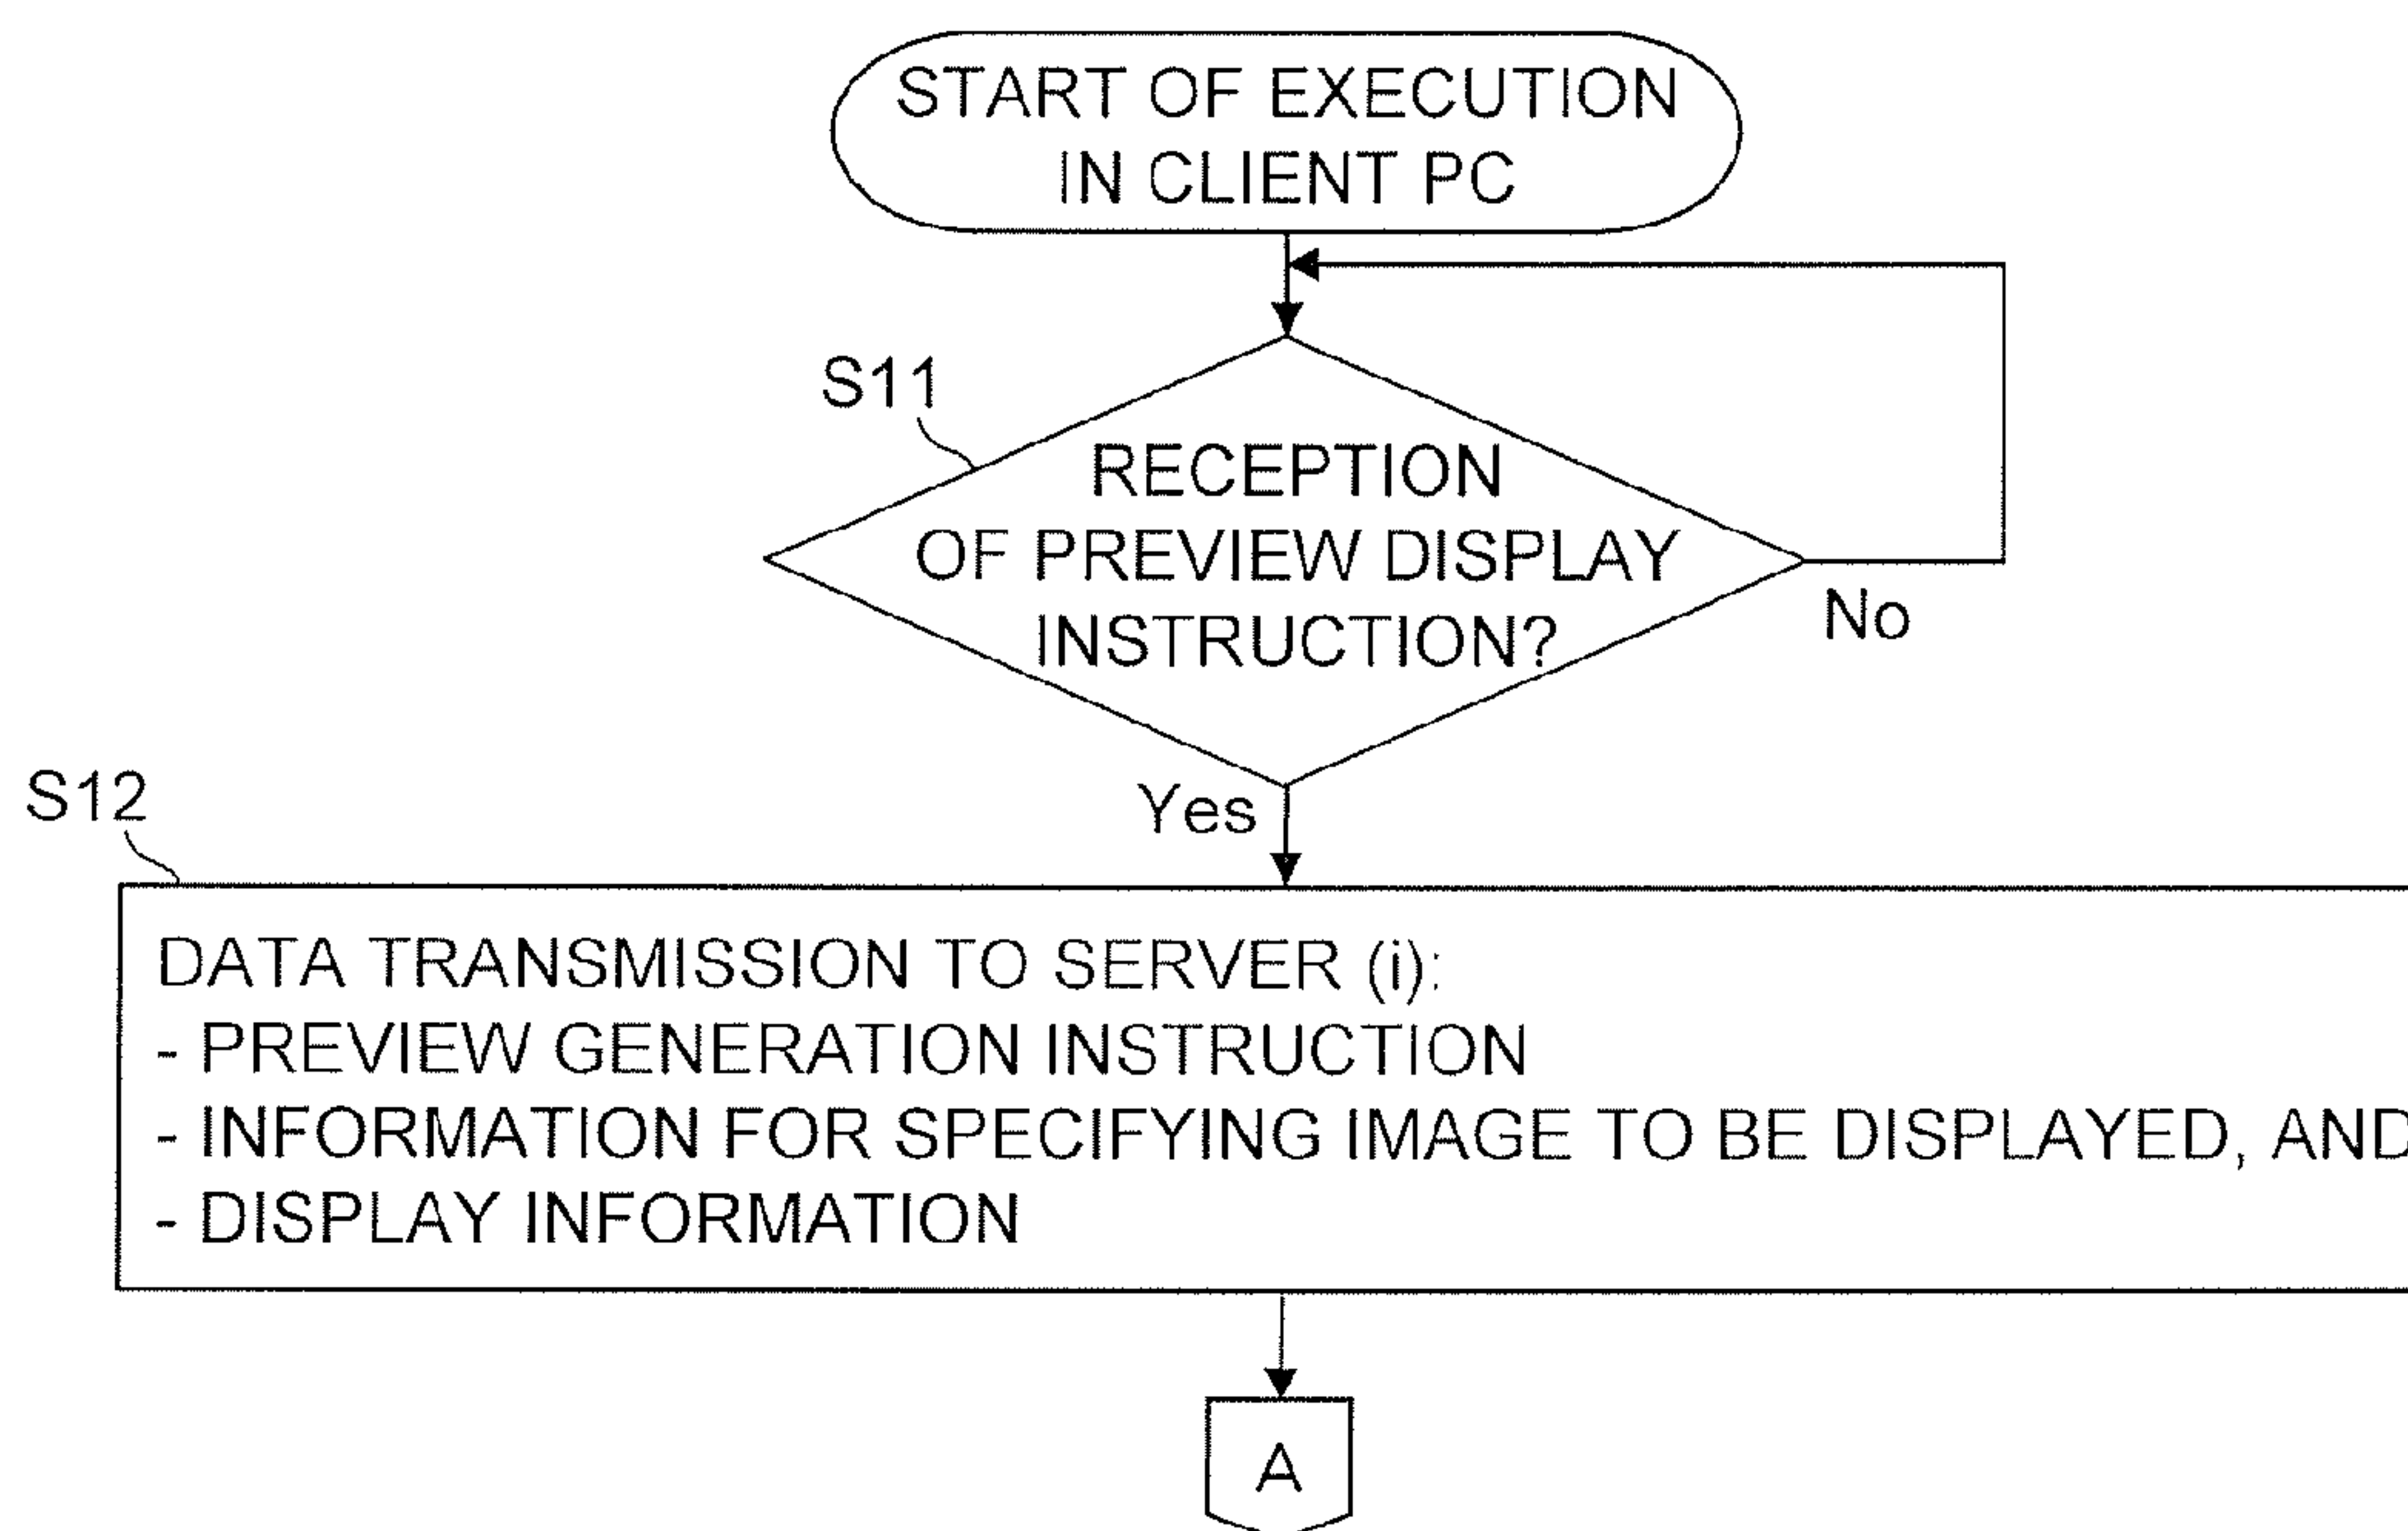 START OF EXECUTION
IN CLIENT PC
S11
RECEPTION
OF PREVIEW DISPLAY
INSTRUCTION?
No
Yes
S12
DATA TRANSMISSION TO SERVER (i):
- PREVIEW GENERATION INSTRUCTION
- INFORMATION FOR SPECIFYING IMAGE TO BE DISPLAYED, AND
- DISPLAY INFORMATION
A